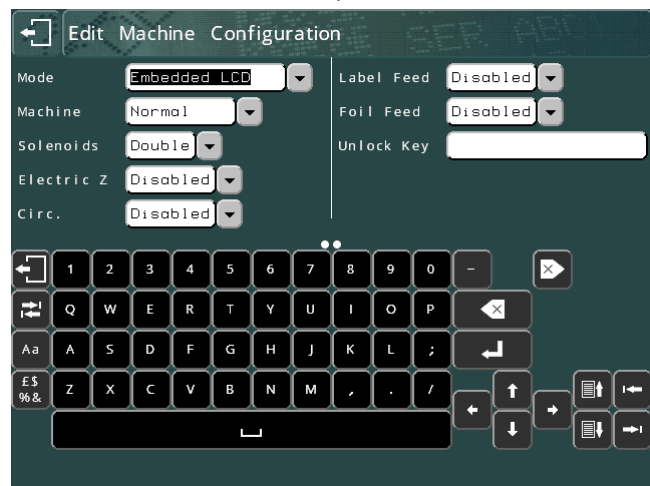 Edit Machine Configuration
Mode Embedded LCD
Machine Normal
Solenoids Double
Electric Z Disabled
Circ. Disabled
Label Feed Disabled
Foil Feed Disabled
Unlock Key
1 2 3 4 5 6 7 8 9 0 -
Q W E R T Y U I O P
Aa A S D F G H J K L ;
£$
%& Z X C V B N M , . /